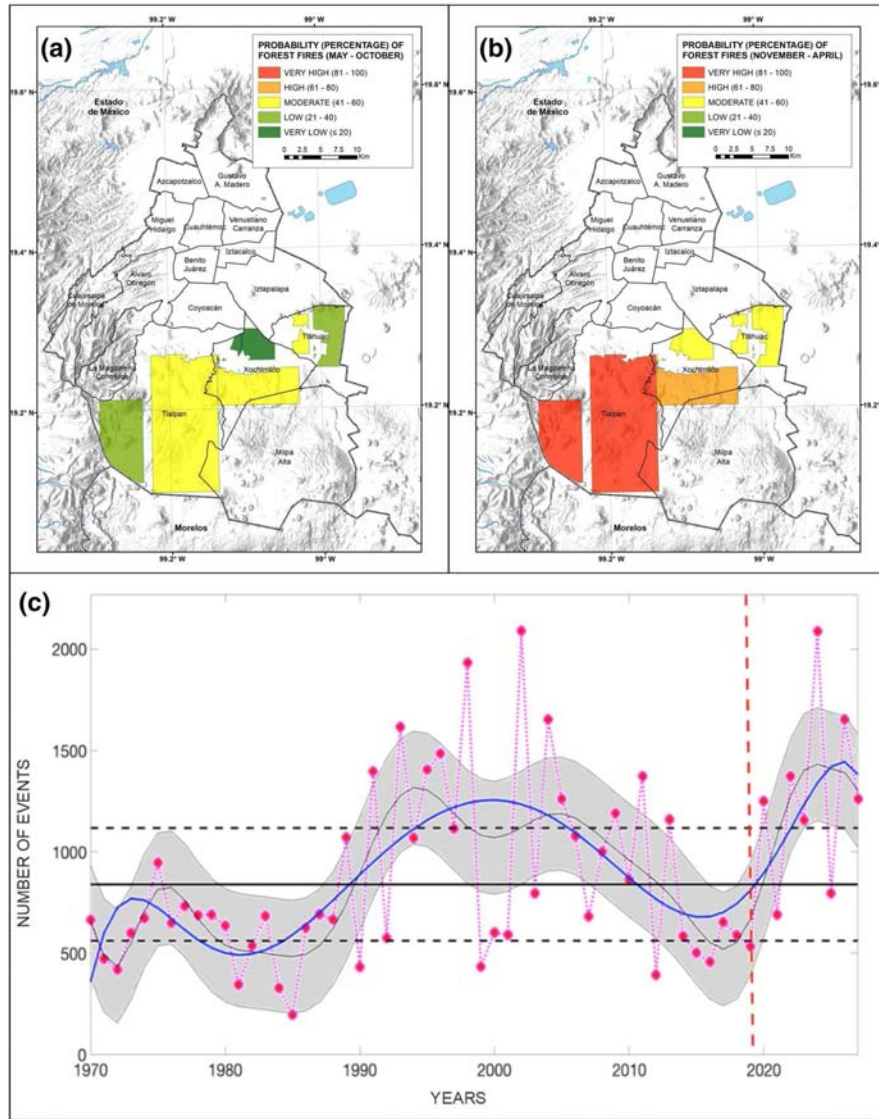 99.2° W
99° W
(a)
PROBABILITY (PERCENTAGE) OF
FOREST FIRES (MAY - OCTOBER)
VERY HIGH (81 - 100)
HIGH (61 - 80)
MODERATE (41 - 60)
LOW (21 - 40)
VERY LOW (≤ 20)
0 2.5 5 7.5 10
Km
19.6° N
19.4° N
19.2° N
Estado
de México
Azcapotzalco
Gustavo
A. Madero
Miguel
Hidalgo
Cuauhtémoc
Venustiano
Carranza
Iztacalco
Benito
Juárez
Álvaro
Obregón
Cuajimalpa
de Morelos
Iztapalapa
Coyoacán
Tláhuac
La Magdalena
Contreras
Xochimilco
Tlalpan
Milpa
Alta
Morelos
99.2° W
99° W
99.2° W
99° W
(b)
PROBABILITY (PERCENTAGE) OF
FOREST FIRES (NOVEMBER - APRIL)
VERY HIGH (81 - 100)
HIGH (61 - 80)
MODERATE (41 - 60)
LOW (21 - 40)
VERY LOW (≤ 20)
0 2.5 5 7.5 10
Km
19.6° N
19.4° N
19.2° N
Estado
de México
Azcapotzalco
Gustavo
A. Madero
Miguel
Hidalgo
Cuauhtémoc
Venustiano
Carranza
Iztacalco
Benito
Juárez
Álvaro
Obregón
Cuajimalpa
de Morelos
Iztapalapa
Coyoacán
Tláhuac
La Magdalena
Contreras
Xochimilco
Tlalpan
Milpa
Alta
Morelos
99.2° W
99° W
(c)
NUMBER OF EVENTS
2000
1500
1000
500
0
1970
1980
1990
2000
2010
2020
YEARS